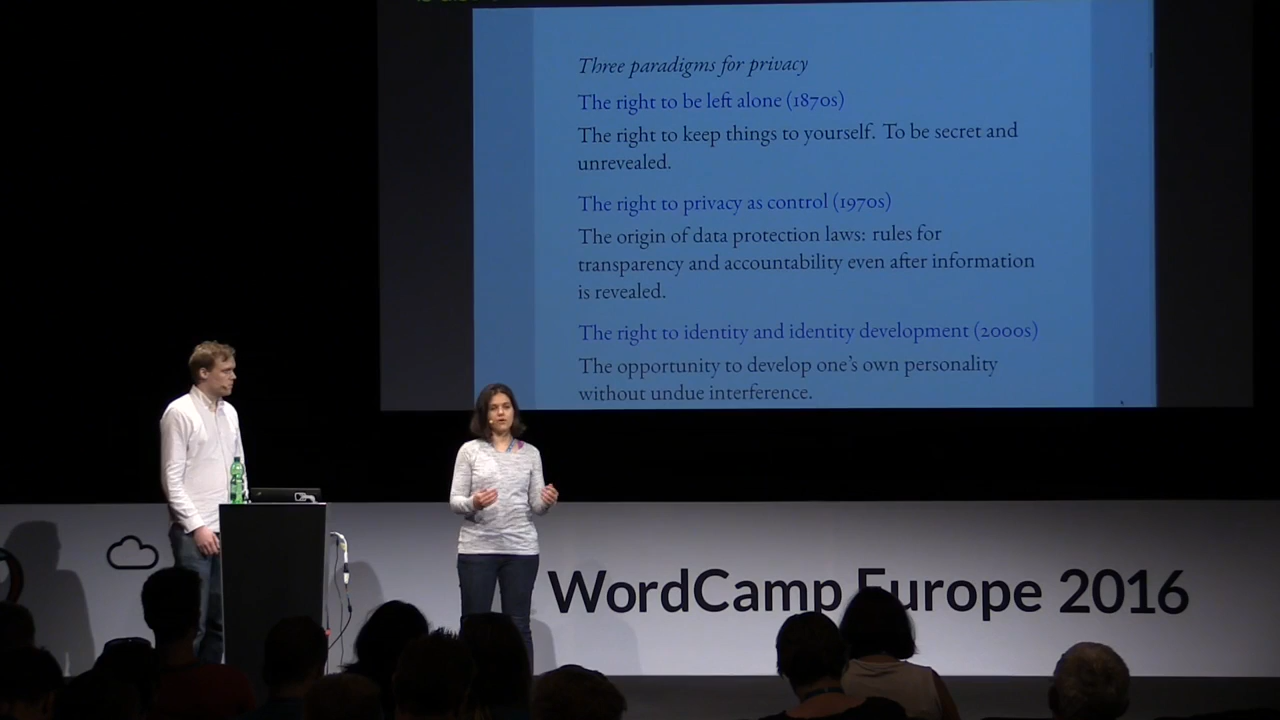 Three paradigms for privacy
The right to be left alone (1870s)
The right to keep things to yourself. To be secret and
unrevealed.
The right to privacy as control (1970s)
The origin of data protection laws: rules for
transparency and accountability even after information
is revealed.
The right to identity and identity development (2000s)
The opportunity to develop one's own personality
without undue interference.
WordCamp Europe 2016